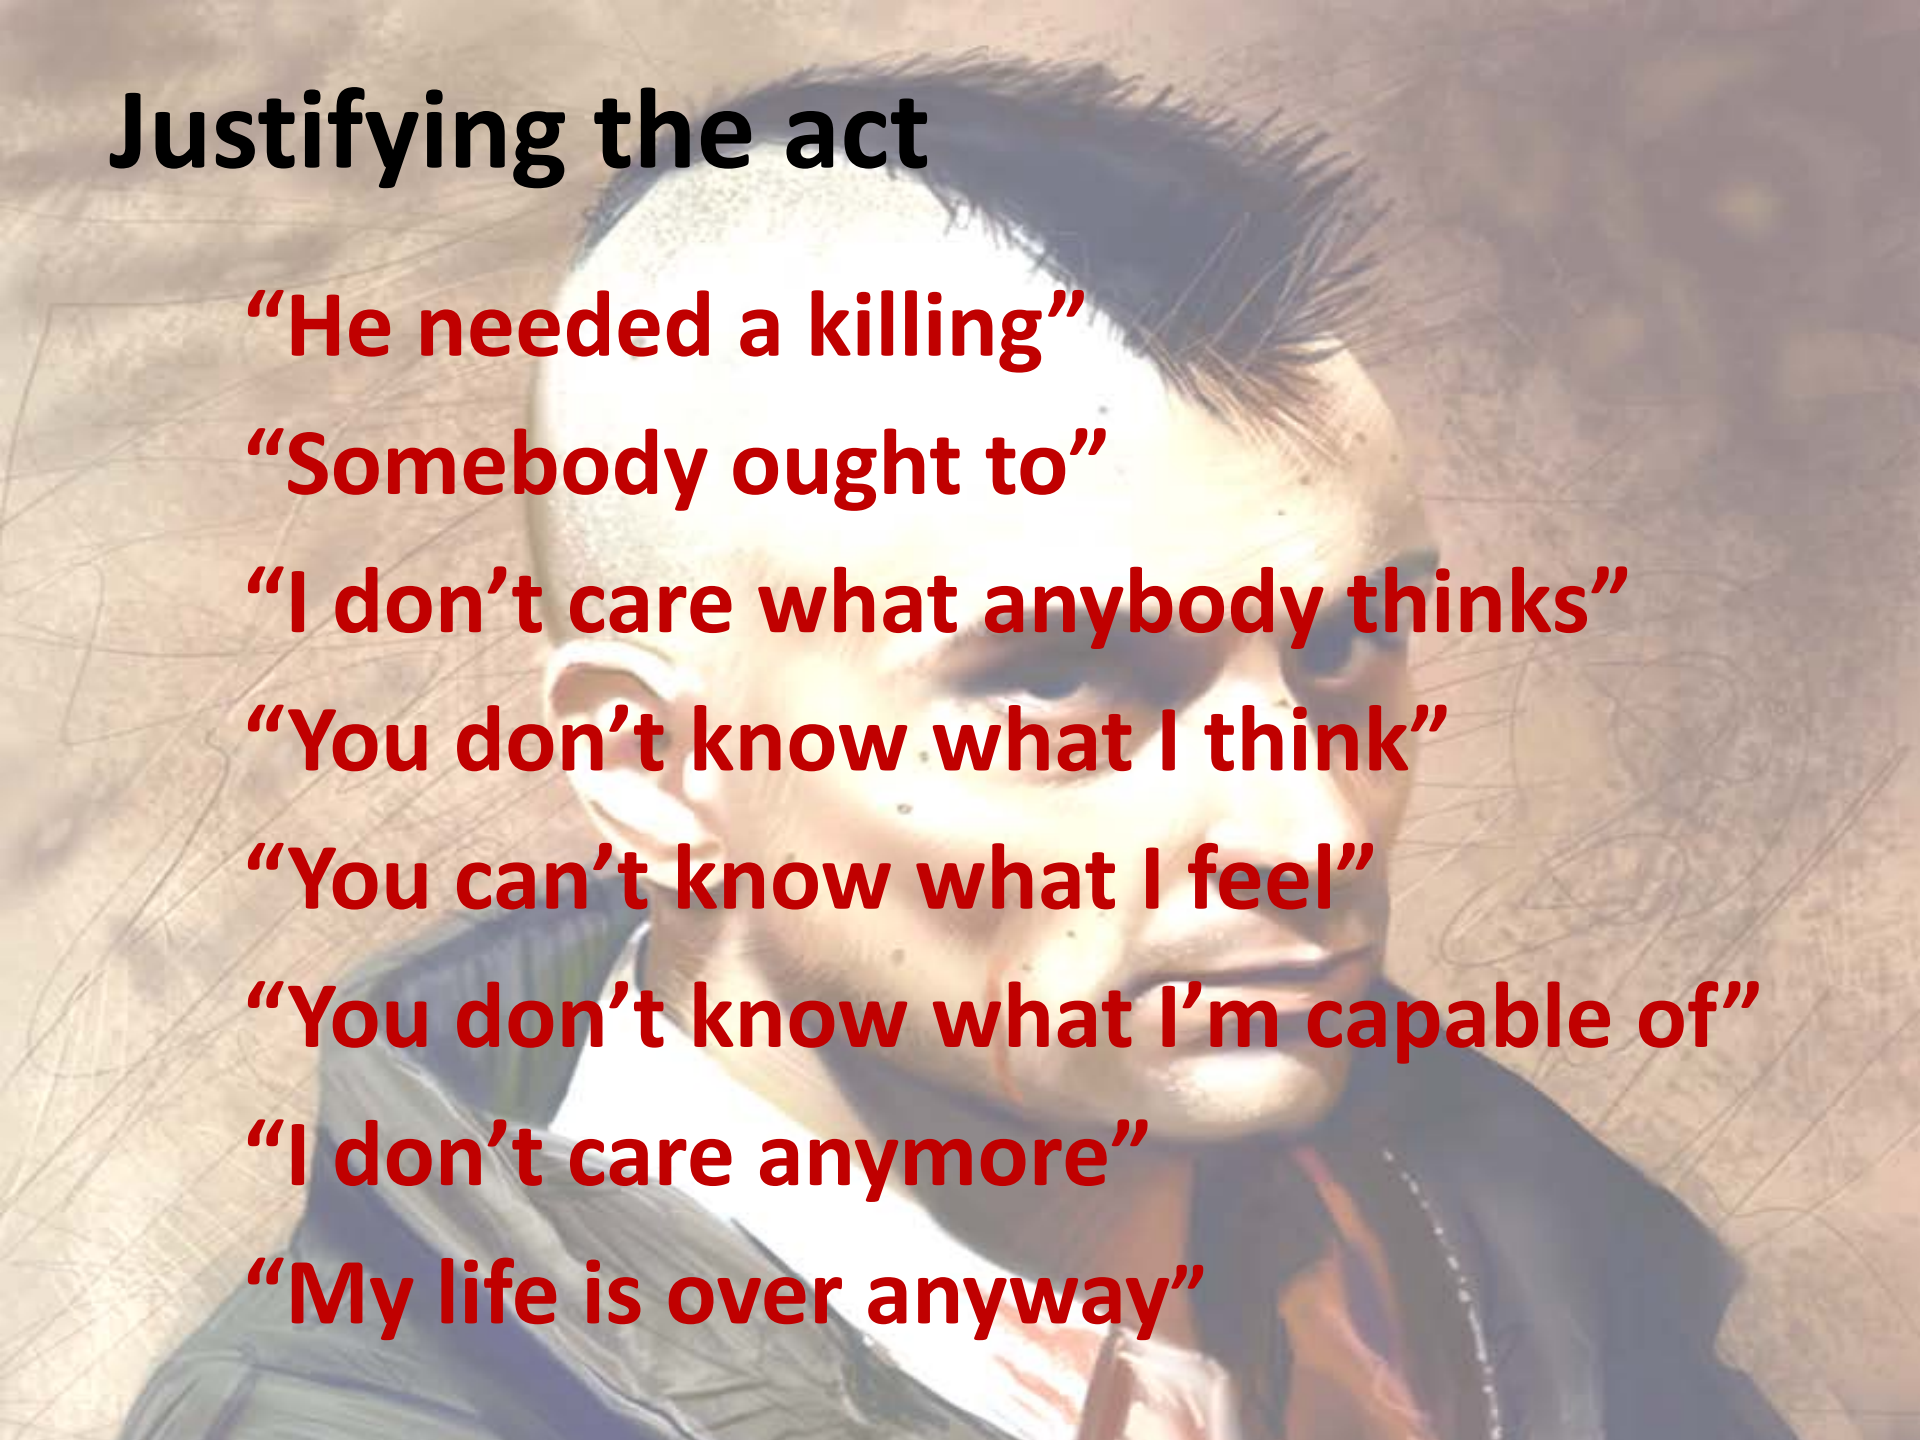 Justifying the act
“He needed a killing”
“Somebody ought to”
“I don’t care what anybody thinks”
“You don’t know what I think”
“You can’t know what I feel”
“You don’t know what I’m capable of”
“I don’t care anymore”
“My life is over anyway”